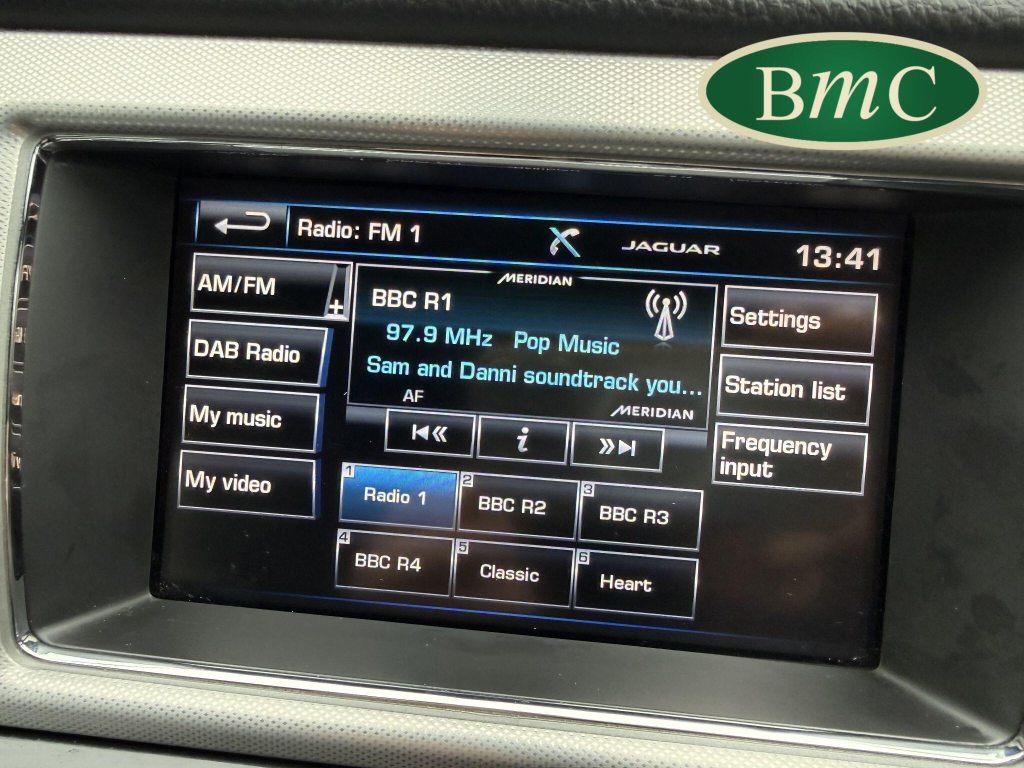 BmC
Radio: FM 1
JAGUAR
13:41
AM/FM
+
MERIDIAN
BBC R1
97.9 MHz Pop Music
Sam and Danni soundtrack you...
AF
MERIDIAN
DAB Radio
My music
My video
Settings
Station list
Frequency
input
i
1
Radio 1
2
BBC R2
3
BBC R3
4
BBC R4
5
Classic
6
Heart